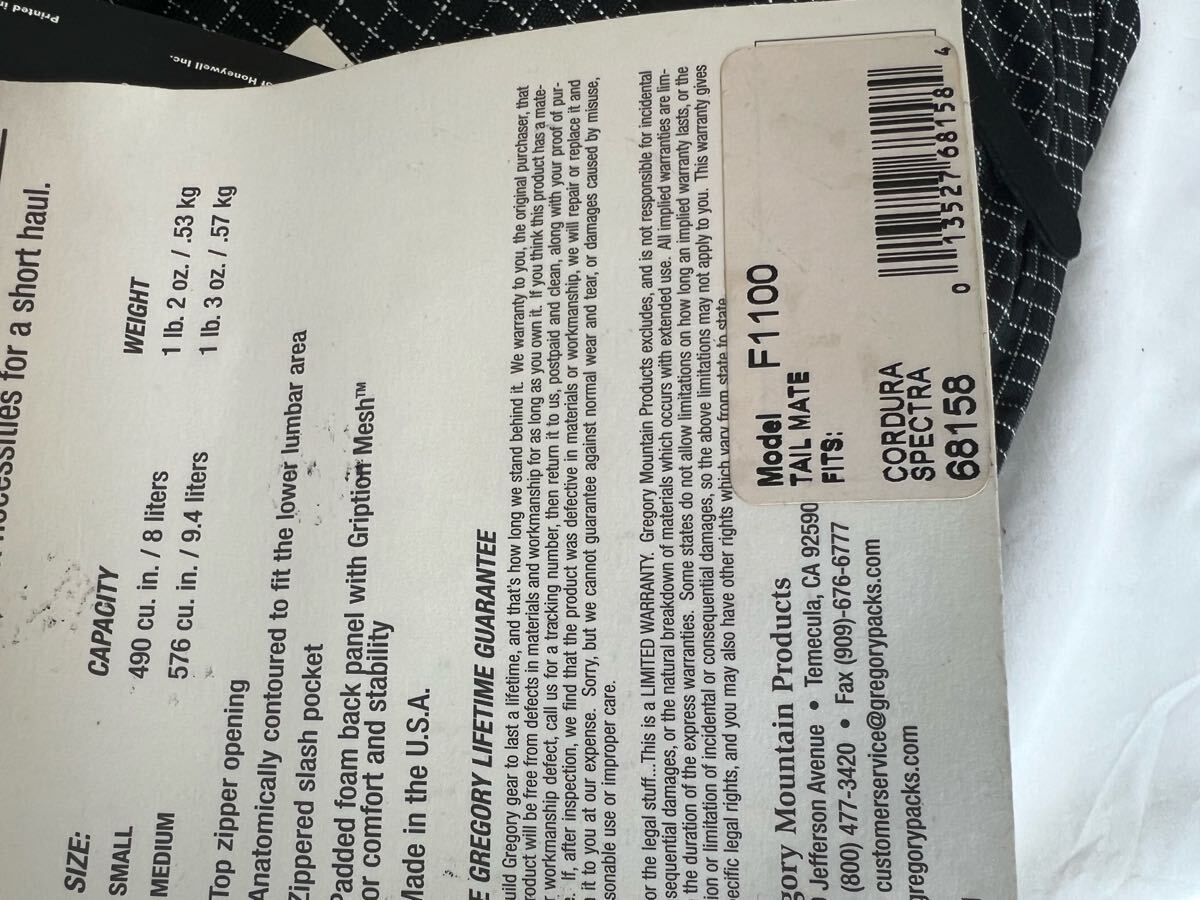 Printed in
of Honeywell Inc.
necessities for a short haul.
SIZE: CAPACITY WEIGHT
SMALL 490 cu. in. / 8 liters 1 lb. 2 oz. / .53 kg
MEDIUM 576 cu. in. / 9.4 liters 1 lb. 3 oz. / .57 kg
Top zipper opening
Anatomically contoured to fit the lower lumbar area
Zippered slash pocket
Padded foam back panel with Gription Mesh™
or comfort and stability
Made in the U.S.A.
E GREGORY LIFETIME GUARANTEE
uild Gregory gear to last a lifetime, and that's how long we stand behind it. We warranty to you, the original purchaser, that
roduct will be free from defects in materials and workmanship for as long as you own it. If you think this product has a mate-
r workmanship defect, call us for a tracking number, then return it to us, postpaid and clean, along with your proof of pur-
. If, after inspection, we find that the product was defective in materials or workmanship, we will repair or replace it and
it to you at our expense. Sorry, but we cannot guarantee against normal wear and tear, or damages caused by misuse,
sonable use or improper care.
or the legal stuff...This is a LIMITED WARRANTY. Gregory Mountain Products excludes, and is not responsible for incidental
sequential damages, or the natural breakdown of materials which occurs with extended use. All implied warranties are lim-
the duration of the express warranties. Some states do not allow limitations on how long an implied warranty lasts, or the
ion or limitation of incidental or consequential damages, so the above limitations may not apply to you. This warranty gives
ecific legal rights, and you may also have other rights which vary from state to state.
gory Mountain Products
Jefferson Avenue • Temecula, CA 92590
(800) 477-3420 • Fax (909)-676-6777
customerservice@gregorypacks.com
gregorypacks.com
Model F1100
TAIL MATE
FITS:
CORDURA
SPECTRA
68158
0 13527 68158 4